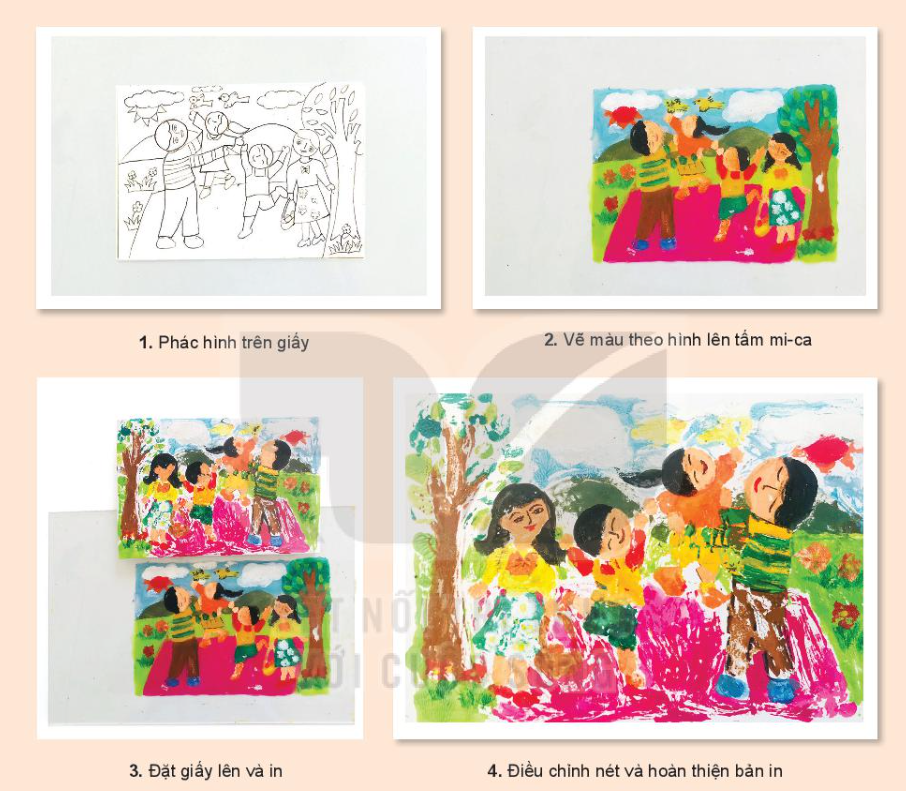 1. Phác hình trên giấy
2. Vẽ màu theo hình lên tấm mi-ca
3. Đặt giấy lên và in
4. Điều chỉnh nét và hoàn thiện bản in